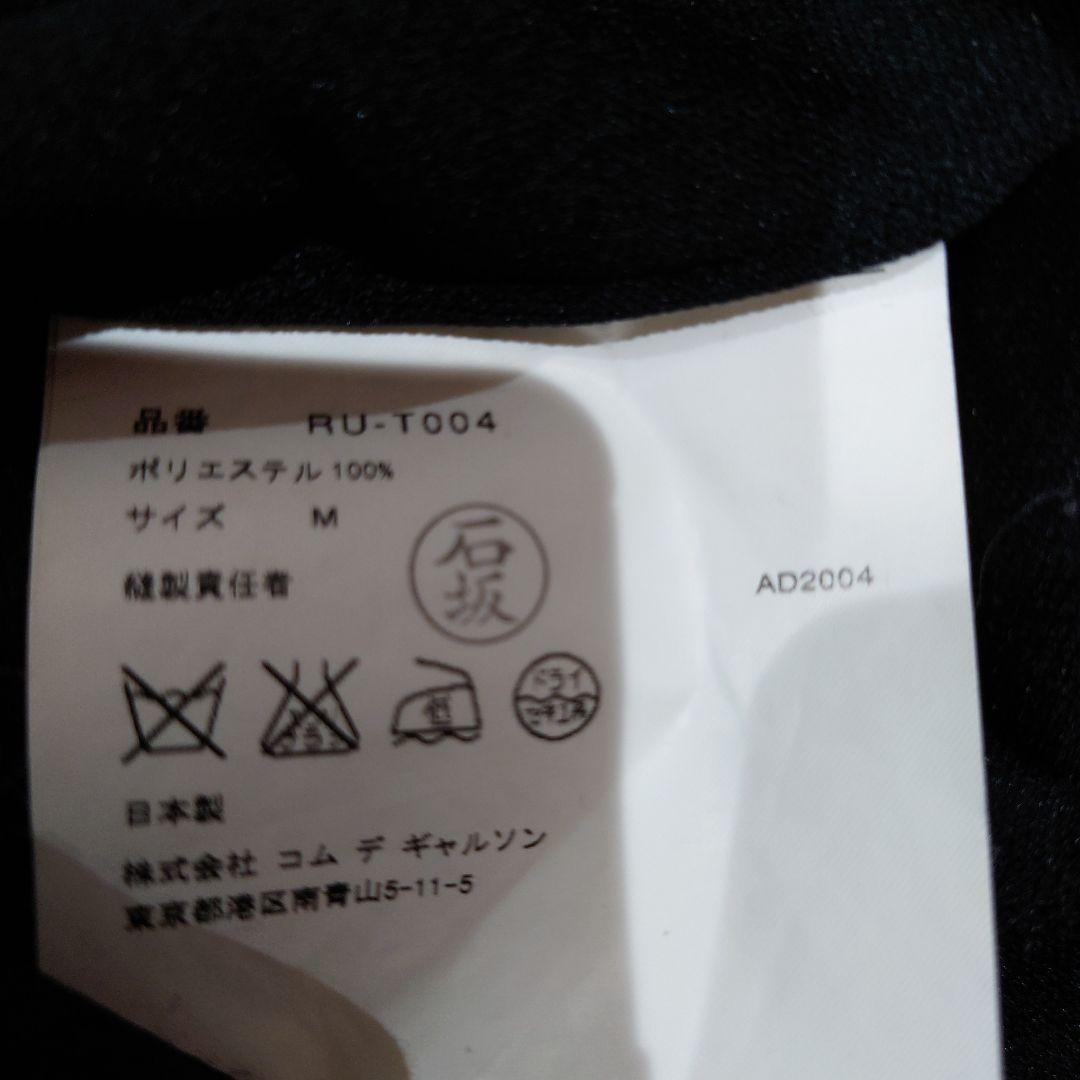 品番 RU-T004
ポリエステル 100%
サイズ M
縫製責任者
石坂
AD2004
低
ドライ
日本製
株式会社 コム デ ギャルソン
東京都港区南青山5-11-5